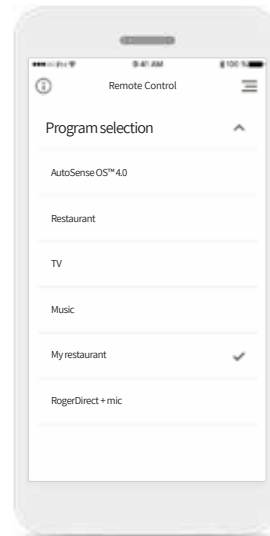 9:41 AM
100 %
Remote Control
Program selection
AutoSense OS™ 4.0
Restaurant
TV
Music
My restaurant
RogerDirect + mic